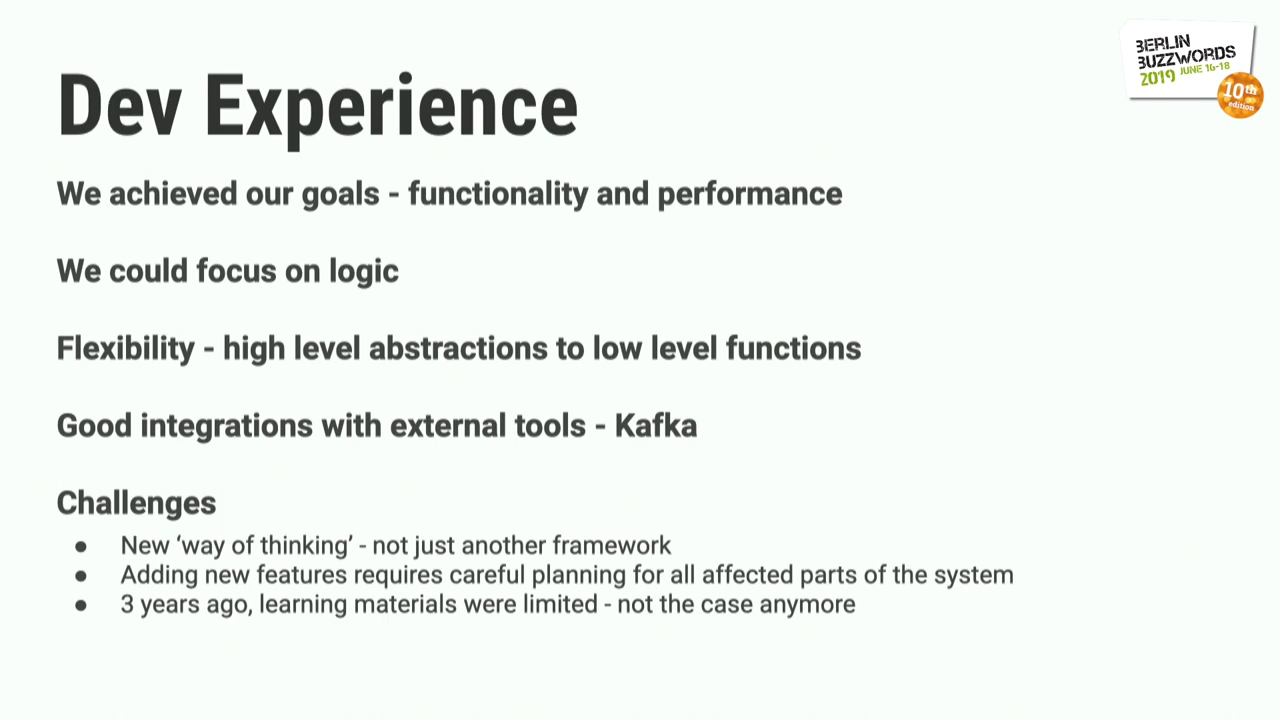 BERLIN
BUZZWORDS
2019 JUNE 16-18
10th
edition
Dev Experience
We achieved our goals - functionality and performance
We could focus on logic
Flexibility - high level abstractions to low level functions
Good integrations with external tools - Kafka
Challenges
● New ‘way of thinking’ - not just another framework
● Adding new features requires careful planning for all affected parts of the system
● 3 years ago, learning materials were limited - not the case anymore